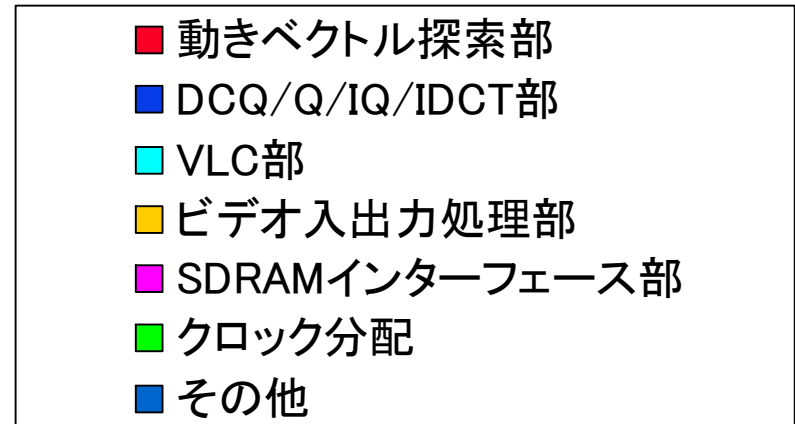 動きベクトル探索部
DCQ/Q/IQ/IDCT部
VLC部
ビデオ入出力処理部
SDRAMインターフェース部
クロック分配
その他